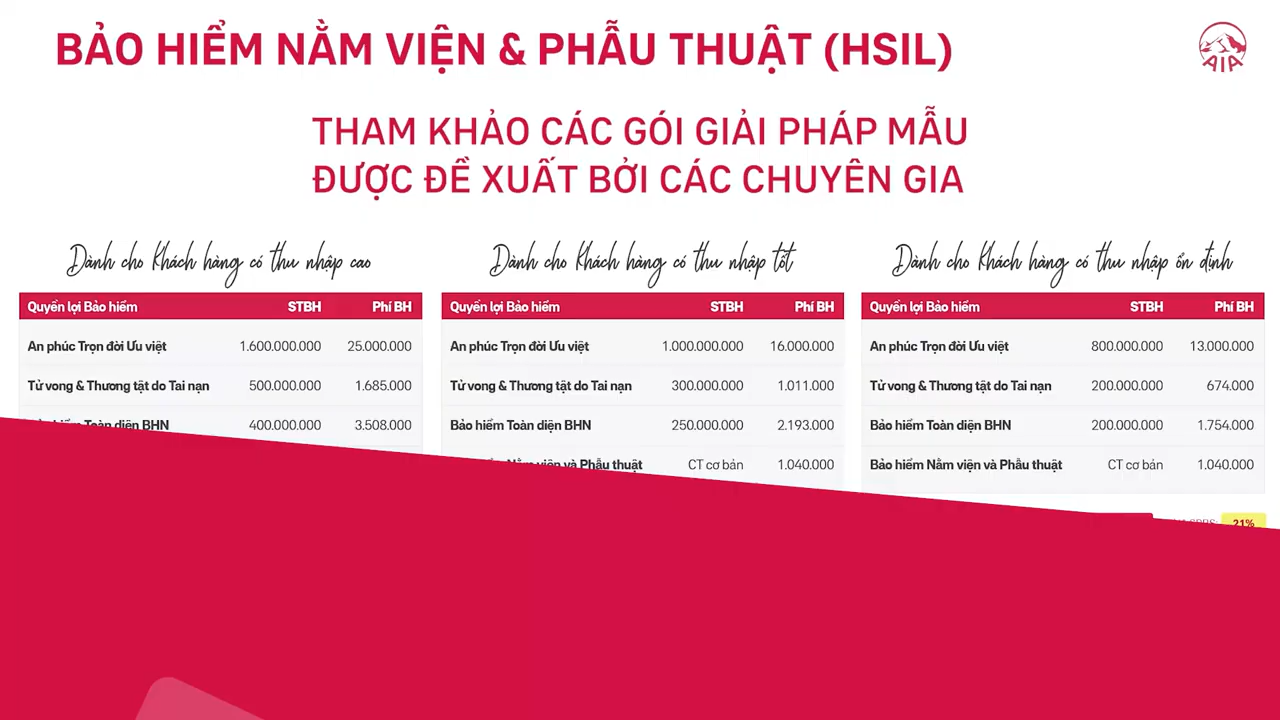 BẢO HIỂM NẰM VIỆN & PHẪU THUẬT (HSIL)
AIA
THAM KHẢO CÁC GÓI GIẢI PHÁP MẪU
ĐƯỢC ĐỀ XUẤT BỞI CÁC CHUYÊN GIA
Dành cho Khách hàng có thu nhập cao
Quyền lợi Bảo hiểm STBH Phí BH
An phúc Trọn đời Ưu việt 1.600.000.000 25.000.000
Tử vong & Thương tật do Tai nạn 500.000.000 1.685.000
Toàn diện BHN 400.000.000 3.508.000
Dành cho Khách hàng có thu nhập tốt
Quyền lợi Bảo hiểm STBH Phí BH
An phúc Trọn đời Ưu việt 1.000.000.000 16.000.000
Tử vong & Thương tật do Tai nạn 300.000.000 1.011.000
Bảo hiểm Toàn diện BHN 250.000.000 2.193.000
Nằm viện và Phẫu thuật CT cơ bản 1.040.000
Dành cho Khách hàng có thu nhập ổn định
Quyền lợi Bảo hiểm STBH Phí BH
An phúc Trọn đời Ưu việt 800.000.000 13.000.000
Tử vong & Thương tật do Tai nạn 200.000.000 674.000
Bảo hiểm Toàn diện BHN 200.000.000 1.754.000
Bảo hiểm Nằm viện và Phẫu thuật CT cơ bản 1.040.000
21%